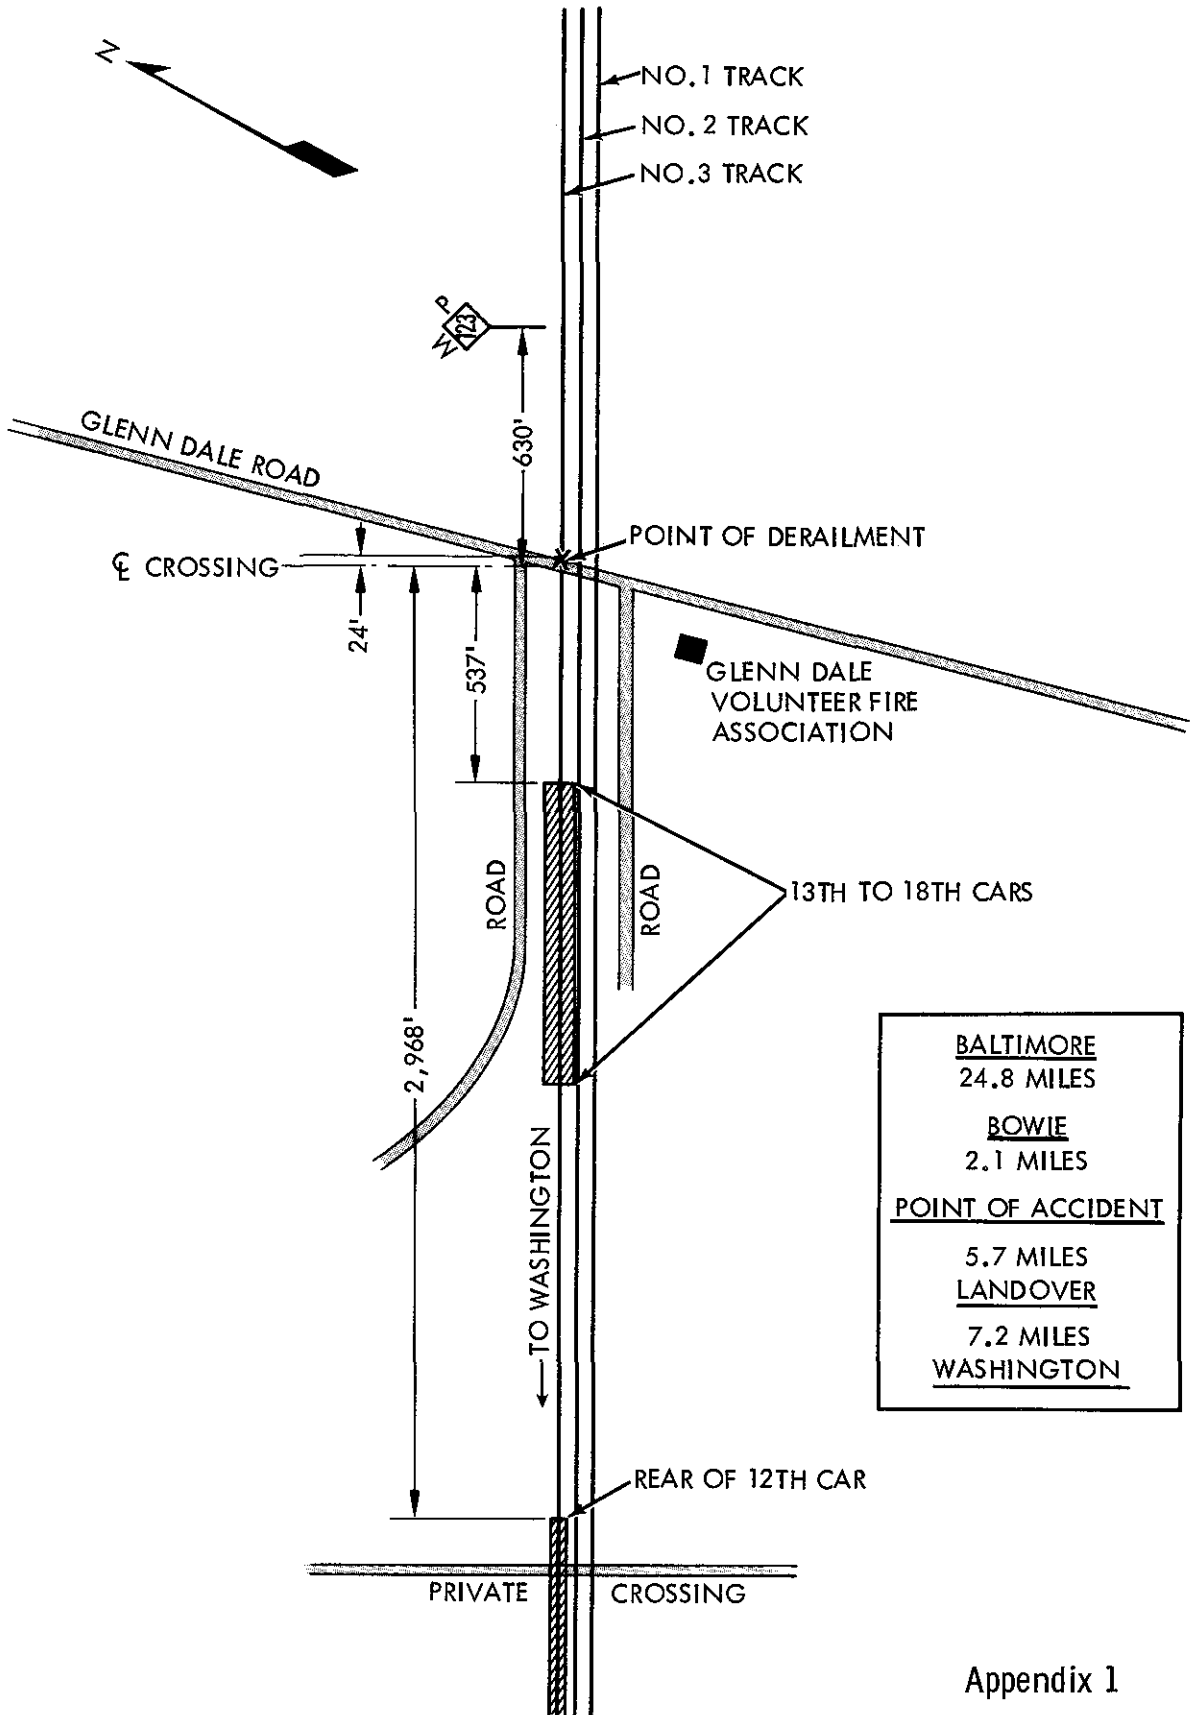 N
NO.1 TRACK
NO.2 TRACK
NO.3 TRACK
P
123
W
630'
GLENN DALE ROAD
POINT OF DERAILMENT
℄ CROSSING
24'
537'
GLENN DALE
VOLUNTEER FIRE
ASSOCIATION
ROAD
ROAD
13TH TO 18TH CARS
2,968'
BALTIMORE
24.8 MILES
BOWIE
2.1 MILES
POINT OF ACCIDENT
5.7 MILES
LANDOVER
7.2 MILES
WASHINGTON
TO WASHINGTON
REAR OF 12TH CAR
PRIVATE CROSSING
Appendix 1